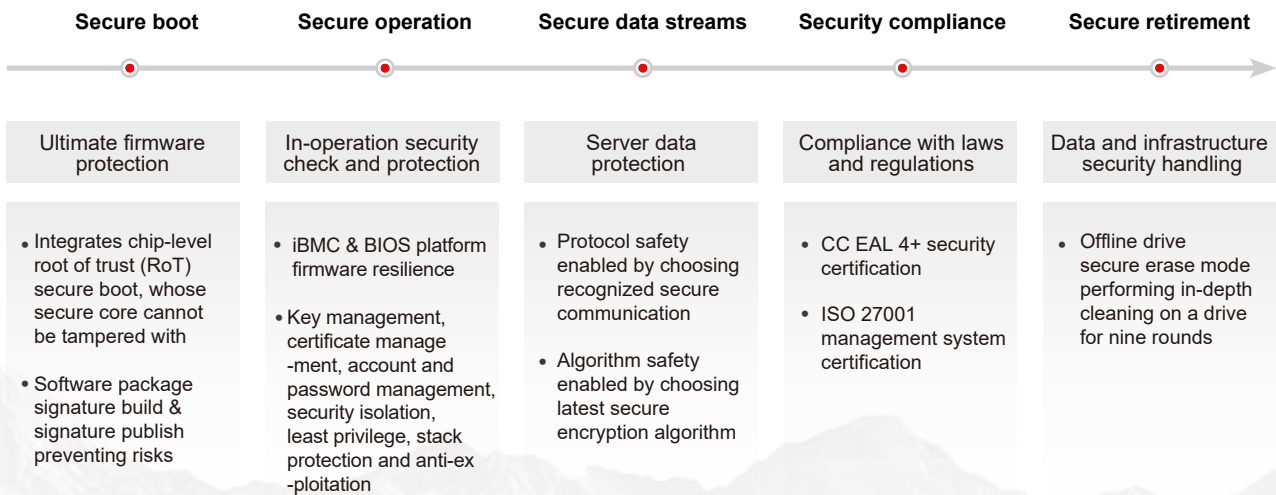 Secure boot
Secure operation
Secure data streams
Security compliance
Secure retirement
Ultimate firmware
protection
In-operation security
check and protection
Server data
protection
Compliance with laws
and regulations
Data and infrastructure
security handling
• Integrates chip-level
root of trust (RoT)
secure boot, whose
secure core cannot
be tampered with
• Software package
signature build &
signature publish
preventing risks
• iBMC & BIOS platform
firmware resilience
• Key management,
certificate manage
-ment, account and
password management,
security isolation,
least privilege, stack
protection and anti-ex
-ploitation
• Protocol safety
enabled by choosing
recognized secure
communication
• Algorithm safety
enabled by choosing
latest secure
encryption algorithm
• CC EAL 4+ security
certification
• ISO 27001
management system
certification
• Offline drive
secure erase mode
performing in-depth
cleaning on a drive
for nine rounds